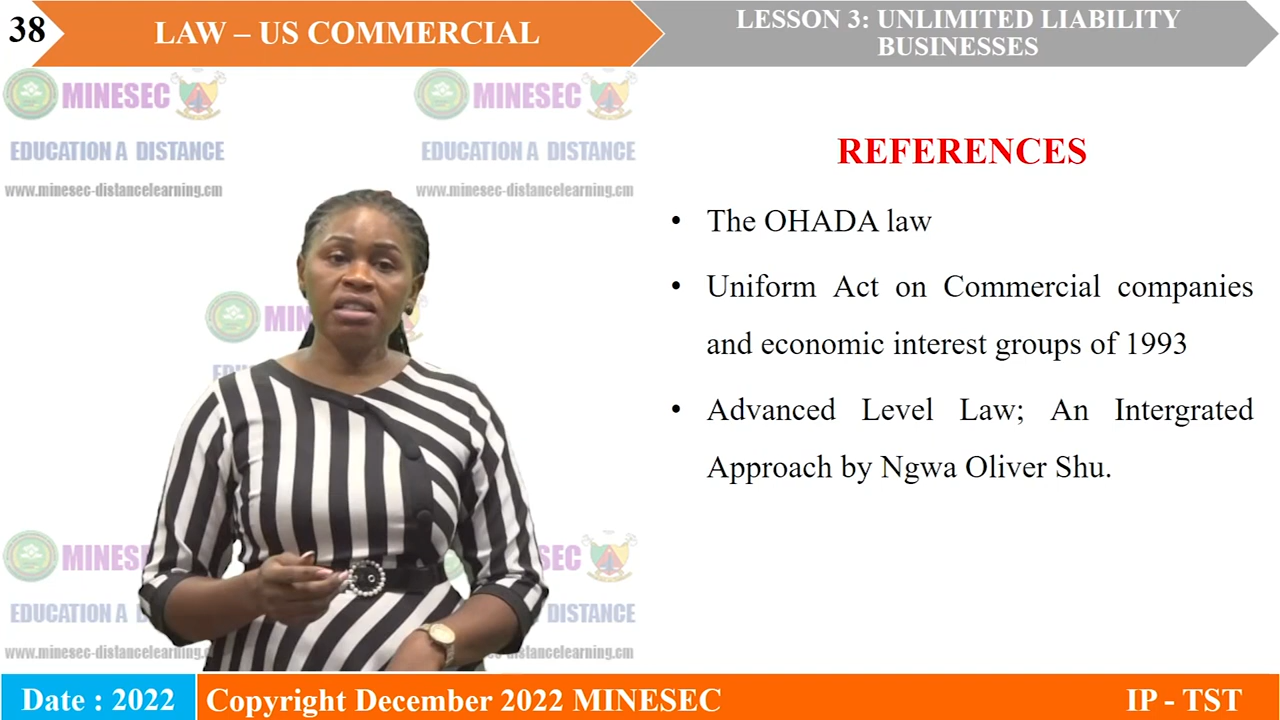 38
LAW – US COMMERCIAL
LESSON 3: UNLIMITED LIABILITY
BUSINESSES
MINESEC
MINESEC
EDUCATION A DISTANCE
EDUCATION A DISTANCE
www.minesec-distancelearning.cm
www.minesec-distancelearning.cm
REFERENCES
• The OHADA law
• Uniform Act on Commercial companies
and economic interest groups of 1993
• Advanced Level Law; An Intergrated
Approach by Ngwa Oliver Shu.
MINESEC
EDUCATION A DISTANCE
www.minesec-distancelearning.cm
Date : 2022
Copyright December 2022 MINESEC
IP - TST